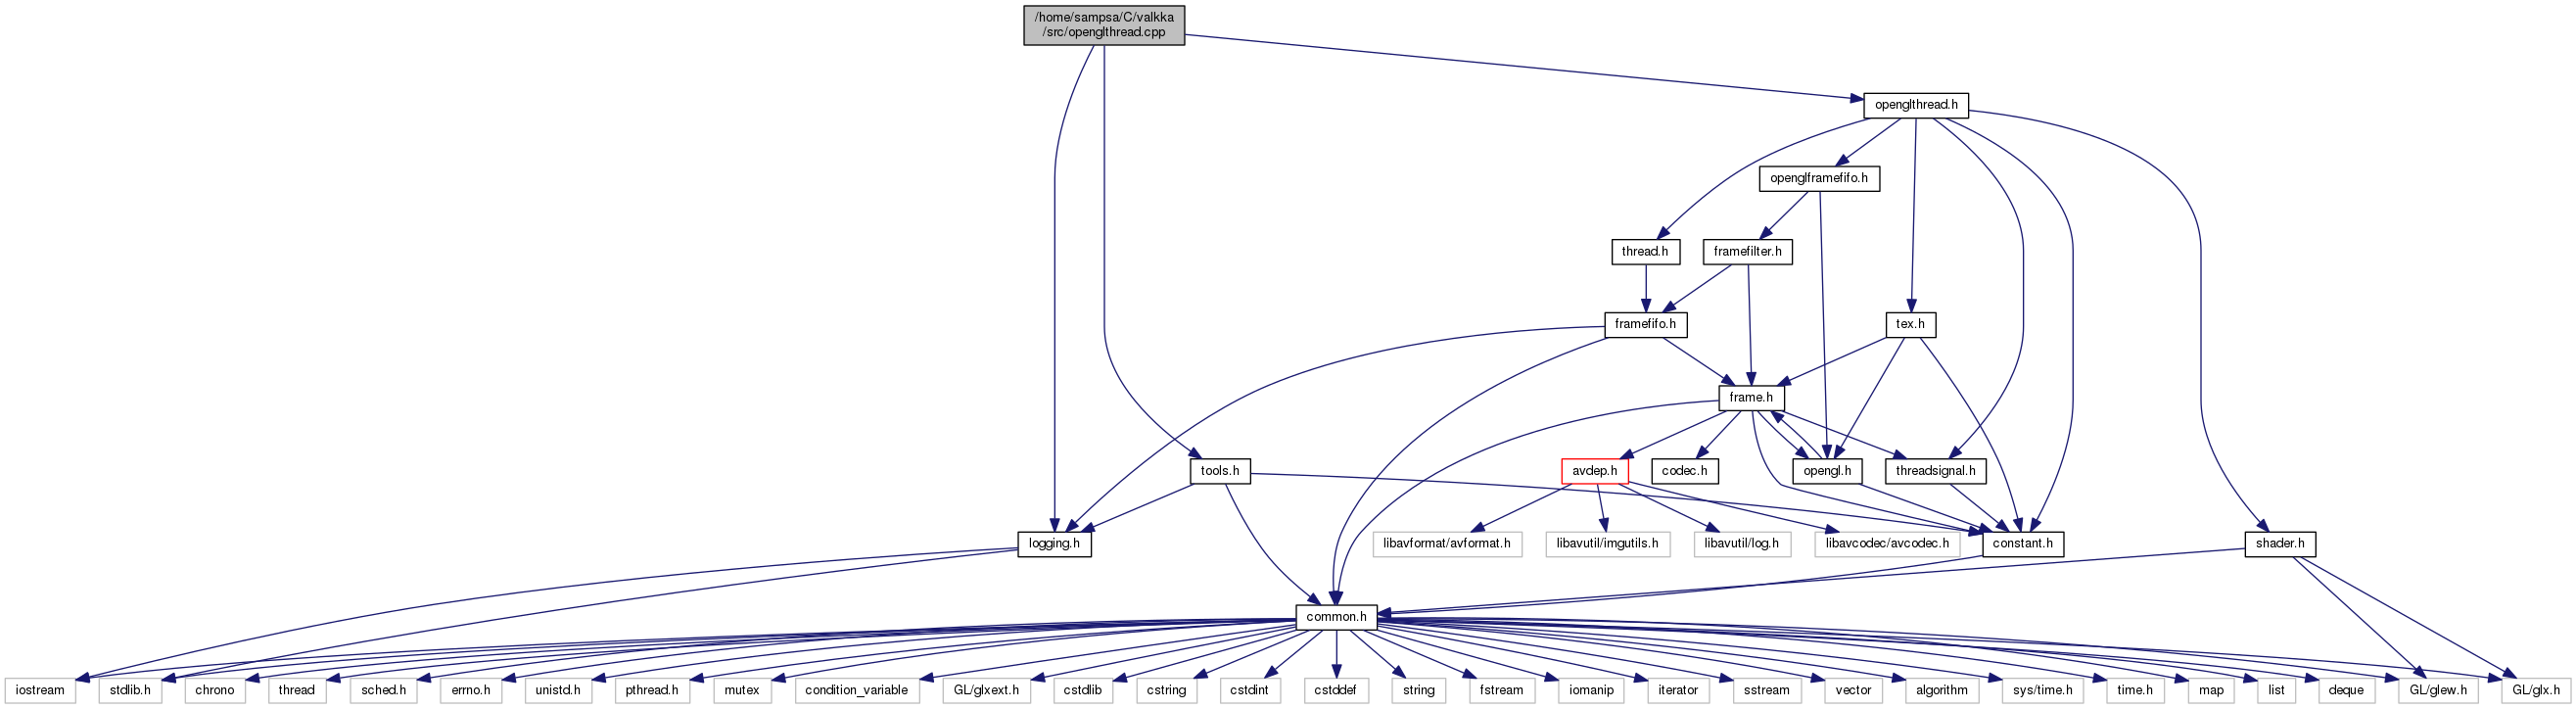 /home/sampsa/C/valkka
/src/openglthread.cpp
openglthread.h
openglframefifo.h
thread.h
framefilter.h
framefifo.h
tex.h
frame.h
tools.h
avdep.h
codec.h
opengl.h
threadsignal.h
logging.h
libavformat/avformat.h
libavutil/imgutils.h
libavutil/log.h
libavcodec/avcodec.h
constant.h
shader.h
common.h
iostream
stdlib.h
chrono
thread
sched.h
errno.h
unistd.h
pthread.h
mutex
condition_variable
GL/glxext.h
cstdlib
cstring
cstdint
cstddef
string
fstream
iomanip
iterator
sstream
vector
algorithm
sys/time.h
time.h
map
list
deque
GL/glew.h
GL/glx.h